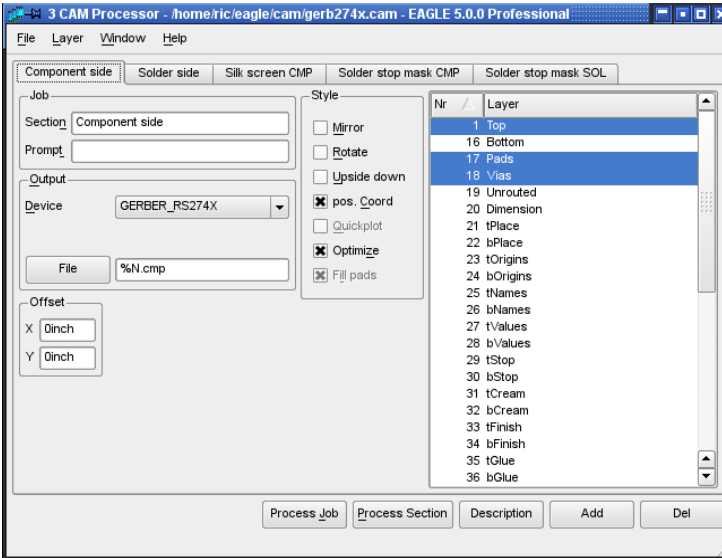 3 CAM Processor - /home/ric/eagle/cam/gerb274x.cam - EAGLE 5.0.0 Professional
File Layer Window Help
Component side Solder side Silk screen CMP Solder stop mask CMP Solder stop mask SOL
Job
Section Component side
Prompt
Output
Device GERBER_RS274X
File %N.cmp
Offset
X 0inch
Y 0inch
Style
Mirror
Rotate
Upside down
pos. Coord
Quickplot
Optimize
Fill pads
Nr Layer
1 Top
16 Bottom
17 Pads
18 Vias
19 Unrouted
20 Dimension
21 tPlace
22 bPlace
23 tOrigins
24 bOrigins
25 tNames
26 bNames
27 tValues
28 bValues
29 tStop
30 bStop
31 tCream
32 bCream
33 tFinish
34 bFinish
35 tGlue
36 bGlue
Process Job Process Section Description Add Del